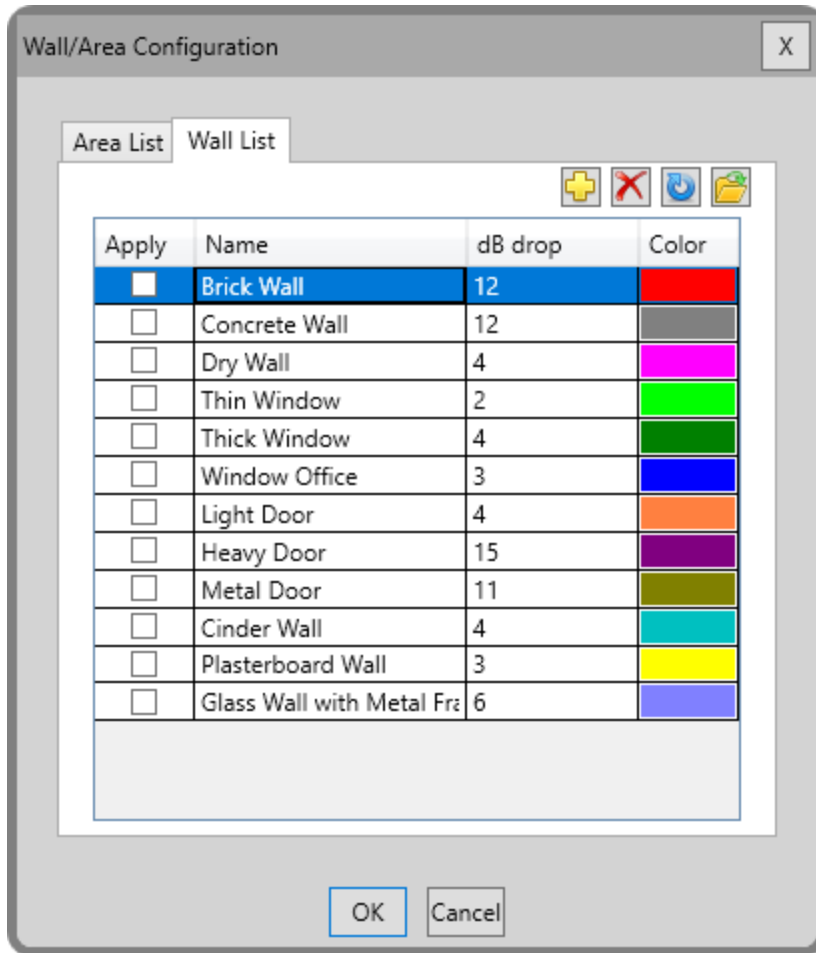 Wall/Area Configuration X
Area List Wall List
Apply Name dB drop Color
Brick Wall 12
Concrete Wall 12
Dry Wall 4
Thin Window 2
Thick Window 4
Window Office 3
Light Door 4
Heavy Door 15
Metal Door 11
Cinder Wall 4
Plasterboard Wall 3
Glass Wall with Metal Fra 6
OK Cancel